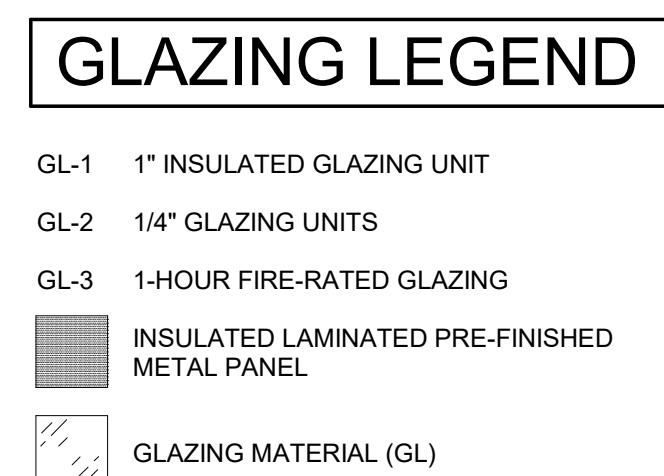 GLAZING LEGEND
GL-1 1" INSULATED GLAZING UNIT
GL-2 1/4" GLAZING UNITS
GL-3 1-HOUR FIRE-RATED GLAZING
INSULATED LAMINATED PRE-FINISHED
METAL PANEL
GLAZING MATERIAL (GL)